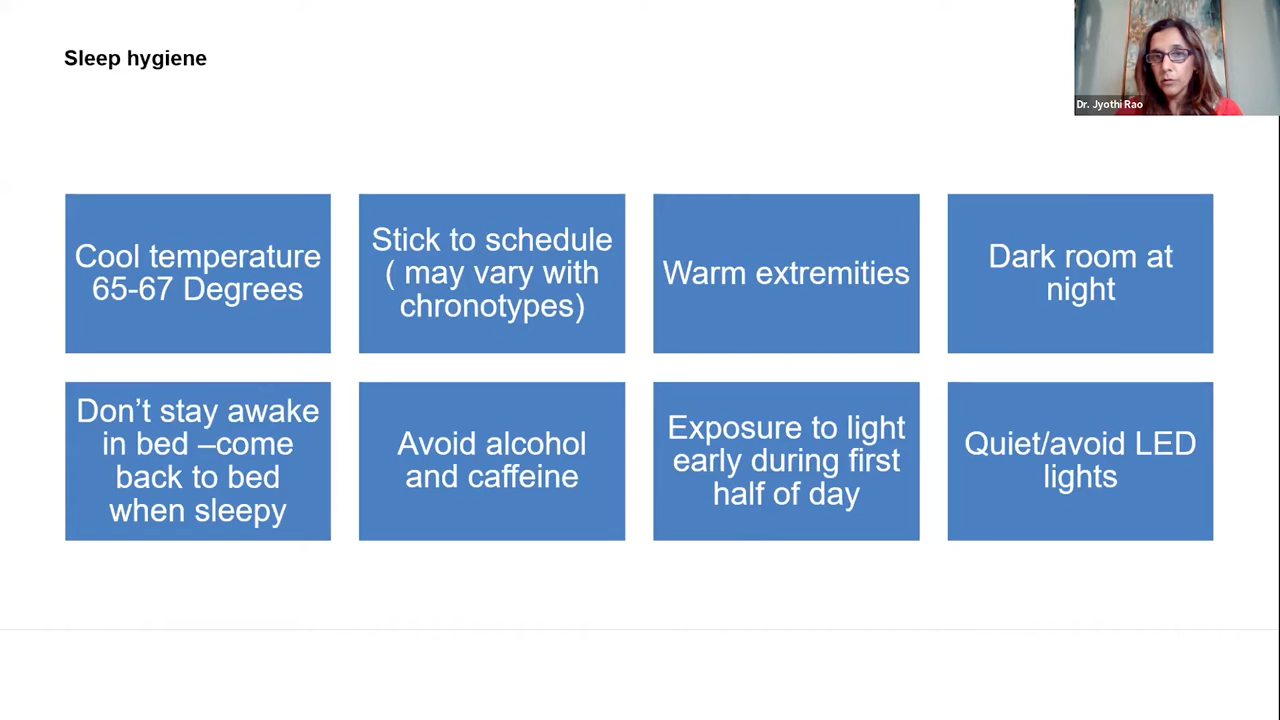 Sleep hygiene
Dr. Jyothi Rao
Cool temperature
65-67 Degrees
Stick to schedule
( may vary with
chronotypes)
Warm extremities
Dark room at
night
Don’t stay awake
in bed –come
back to bed
when sleepy
Avoid alcohol
and caffeine
Exposure to light
early during first
half of day
Quiet/avoid LED
lights